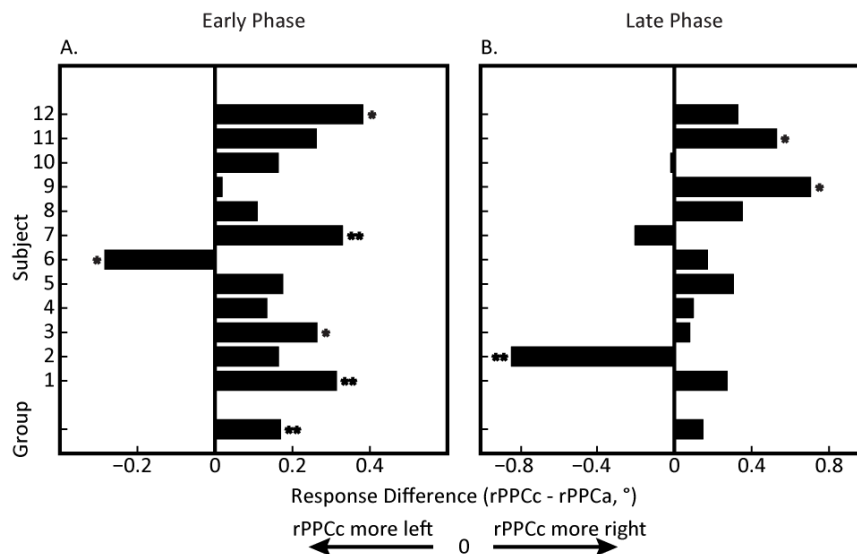 Early Phase
Late Phase
A.
B.
12
11
10
9
8
7
6
5
4
3
2
1
Subject
Group
*
**
*
*
**
**
*
*
**
−0.2 0 0.2 0.4
−0.8 −0.4 0 0.4 0.8
Response Difference (rPPCc - rPPCa, °)
rPPCc more left 0 rPPCc more right